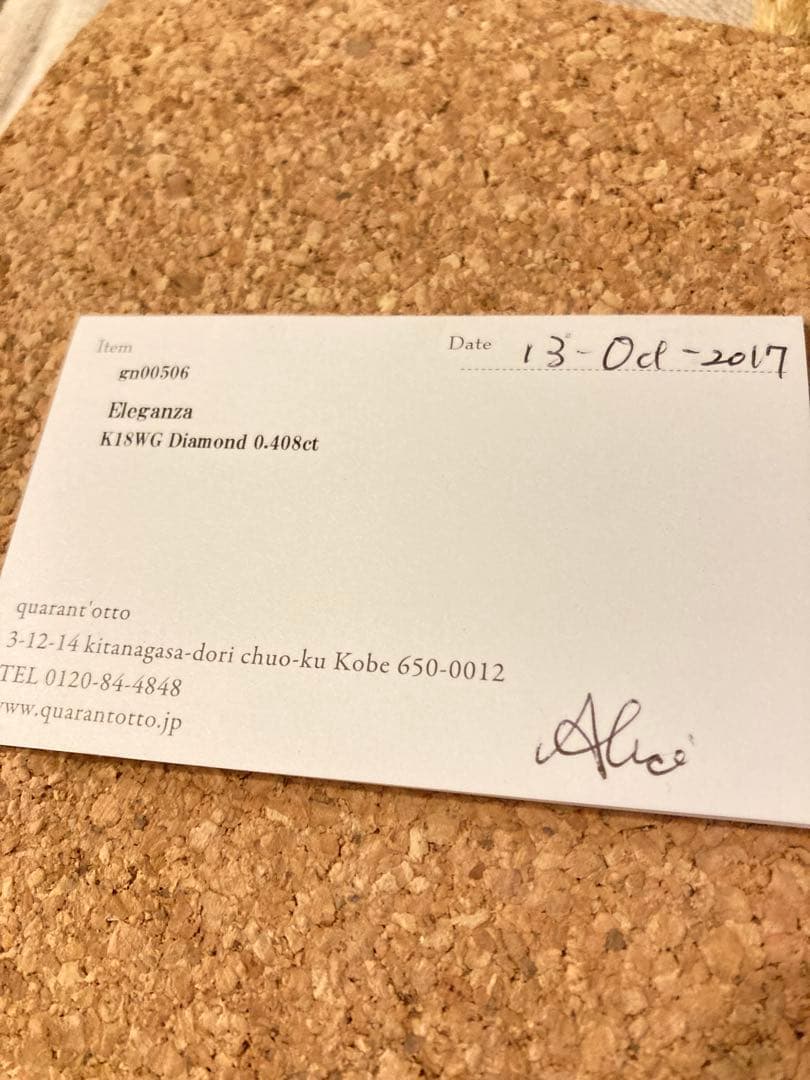 Item
Date 13-Oct-2017
gn00506
Eleganza
K18WG Diamond 0.408ct
quarant'otto
3-12-14 kitanagasa-dori chuo-ku Kobe 650-0012
TEL 0120-84-4848
www.quarantotto.jp
Alice